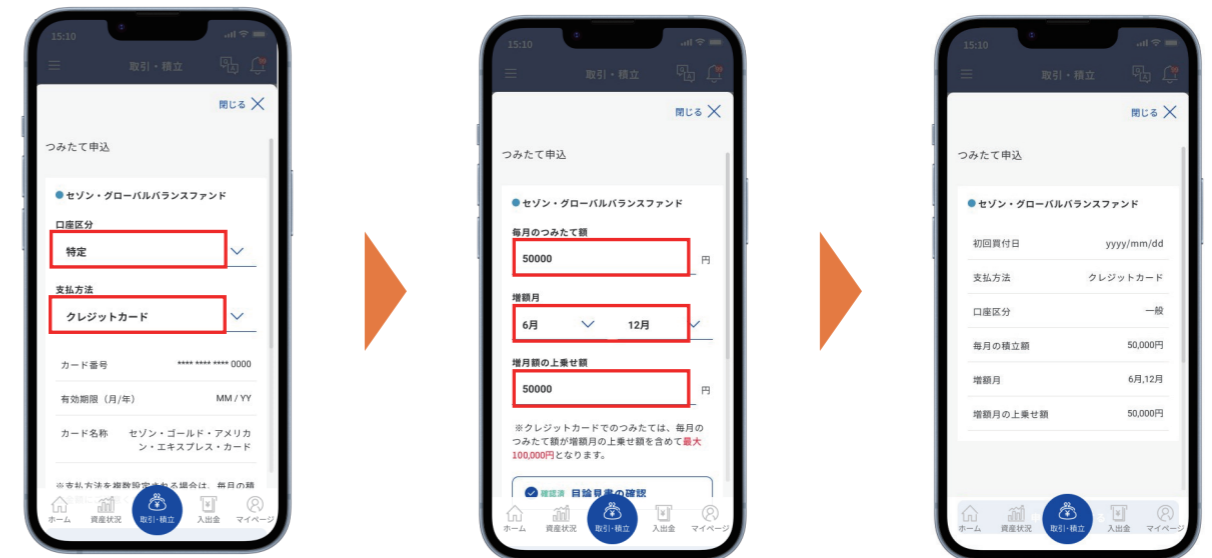 15:10
取引・積立
閉じる
つみたて申込
セゾン・グローバルバランスファンド
口座区分
特定
支払方法
クレジットカード
カード番号 **** **** **** 0000
有効期限（月/年） MM / YY
カード名称 セゾン・ゴールド・アメリカ
ン・エキスプレス・カード
※支払方法を複数設定される場合は、毎月の積
ホーム 資産状況 取引・積立 入出金 マイページ
15:10
取引・積立
閉じる
つみたて申込
セゾン・グローバルバランスファンド
毎月のつみたて額
50000 円
増額月
6月 12月
増月額の上乗せ額
50000 円
※クレジットカードでのつみたては、毎月の
つみたて額が増額月の上乗せ額を含めて最大
100,000円となります。
確認済 目論見書の確認
ホーム 資産状況 取引・積立 入出金 マイページ
15:10
取引・積立
閉じる
つみたて申込
セゾン・グローバルバランスファンド
初回買付日 yyyy/mm/dd
支払方法 クレジットカード
口座区分 一般
毎月の積立額 50,000円
増額月 6月,12月
増額月の上乗せ額 50,000円
ホーム 資産状況 取引・積立 入出金 マイページ